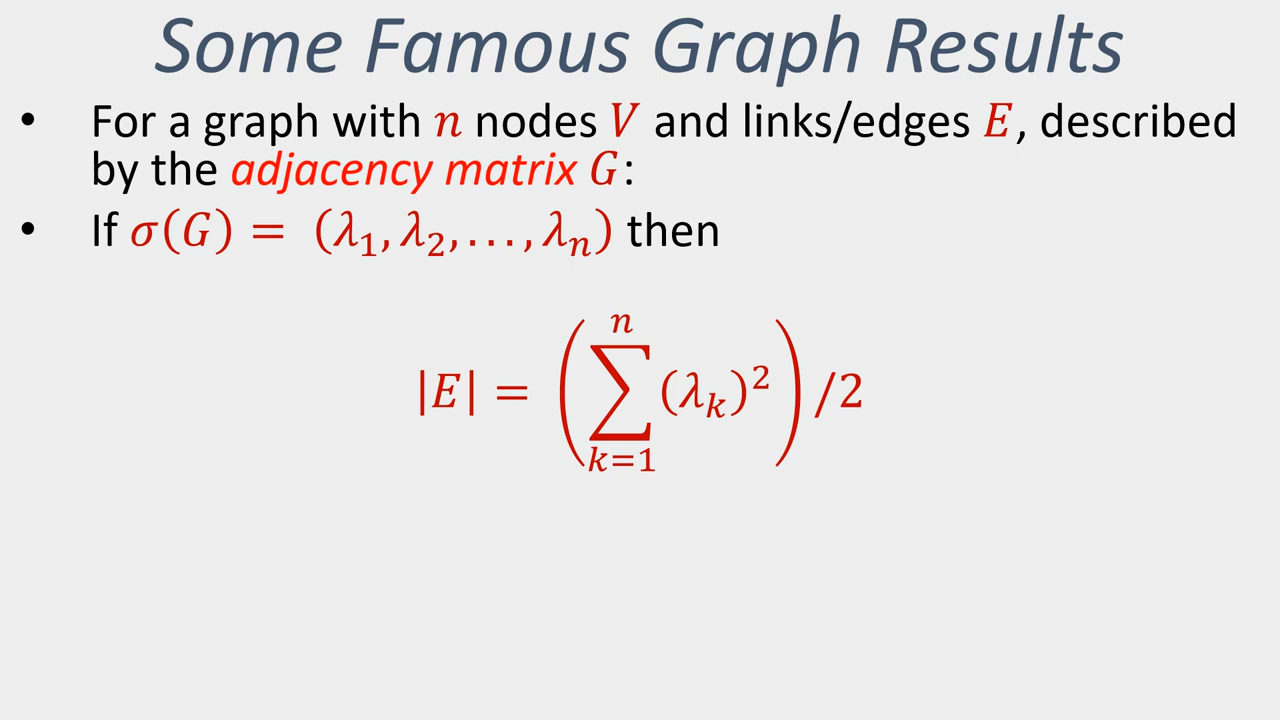 Some Famous Graph Results
• For a graph with n nodes V and links/edges E, described
by the adjacency matrix G:
• If σ(G) = (λ₁, λ₂, . . . , λₙ) then
|E| = (∑ₖ₌₁ⁿ (λₖ)²) /2